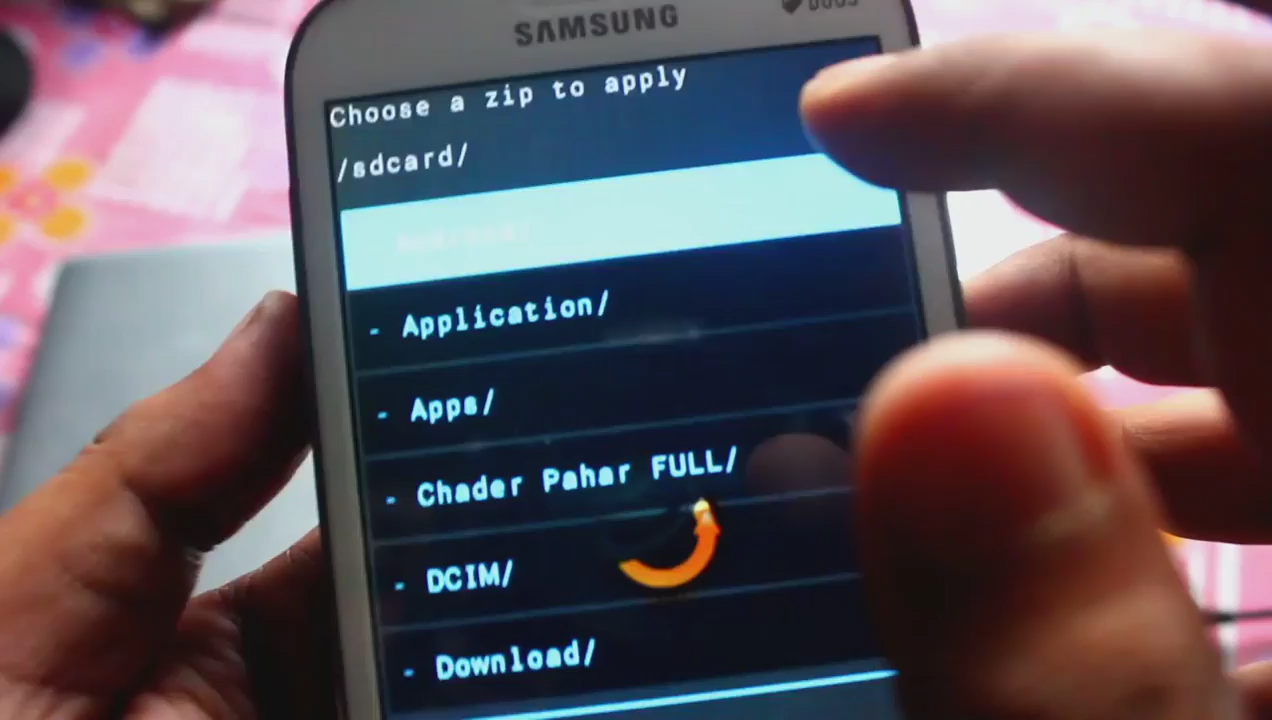 SAMSUNG
Choose a zip to apply
/sdcard/
- Application/
- Apps/
- Chader Pahar FULL/
- DCIM/
- Download/